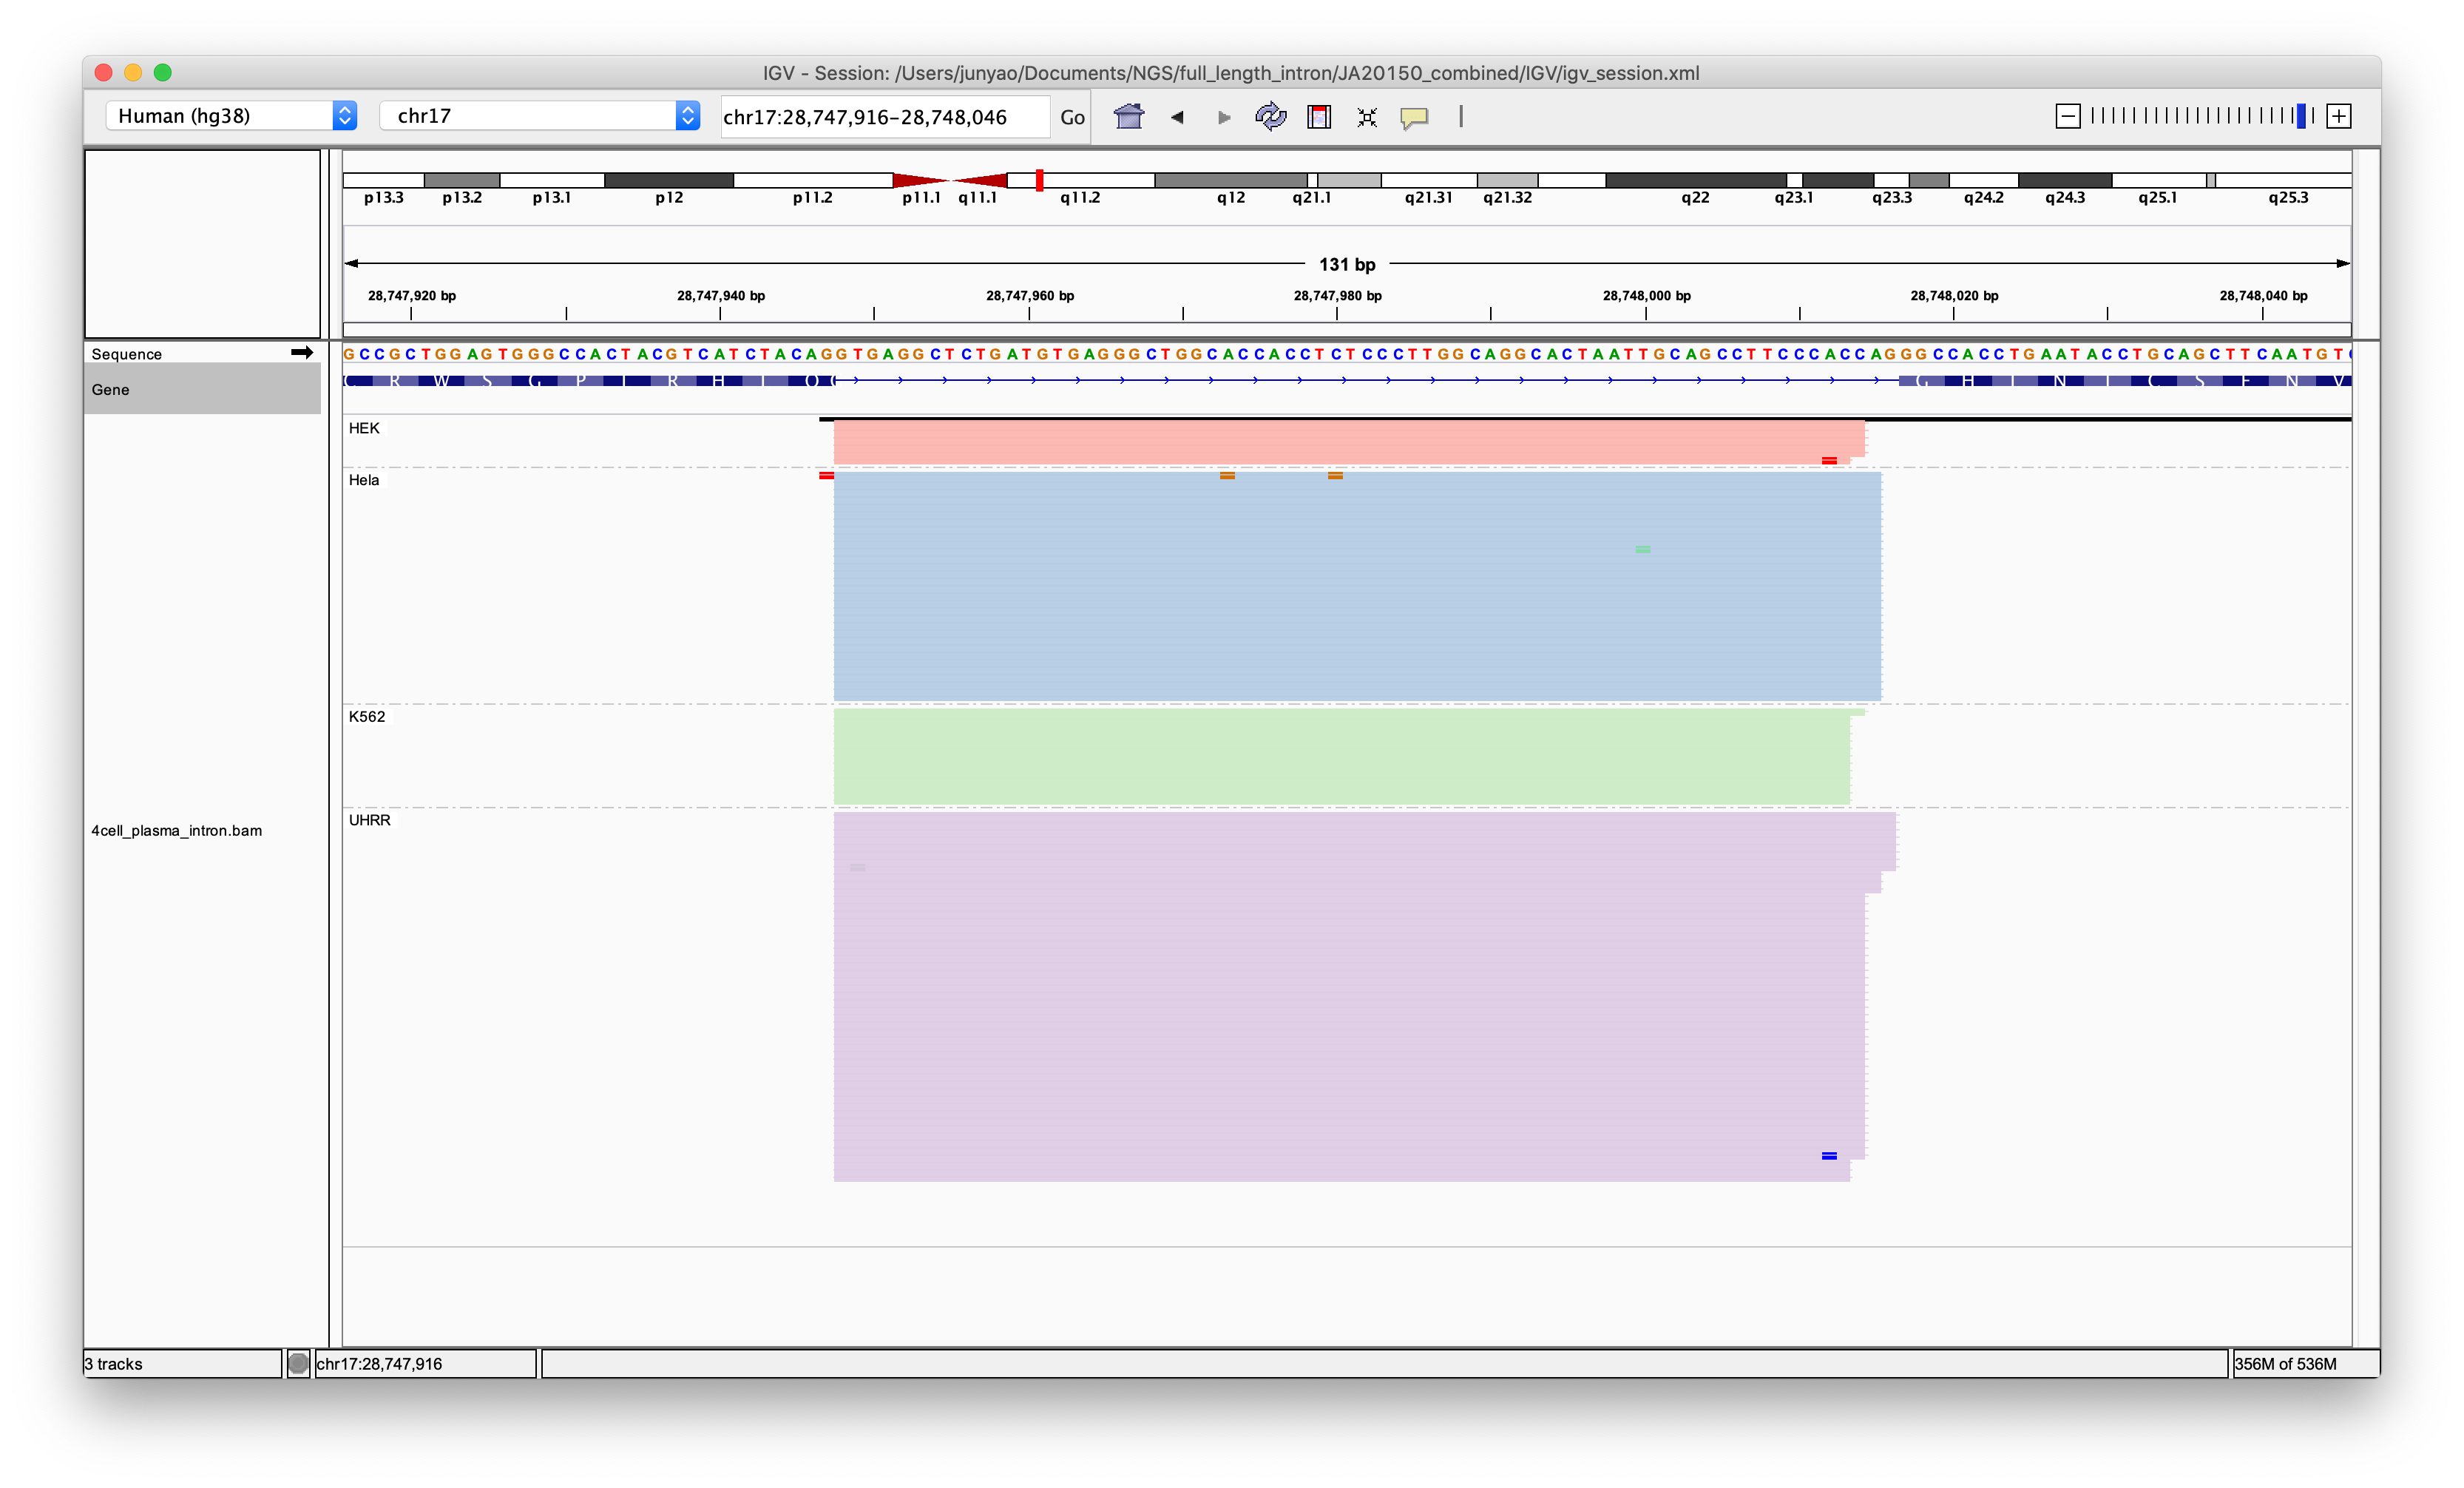 IGV - Session: /Users/junyao/Documents/NGS/full_length_intron/JA20150_combined/IGV/igv_session.xml
Human (hg38) chr17 chr17:28,747,916-28,748,046 Go
p13.3 p13.2 p13.1 p12 p11.2 p11.1 q11.1 q11.2 q12 q21.1 q21.31 q21.32 q22 q23.1 q23.3 q24.2 q24.3 q25.1 q25.3
131 bp
28,747,920 bp 28,747,940 bp 28,747,960 bp 28,747,980 bp 28,748,000 bp 28,748,020 bp 28,748,040 bp
Sequence G C C G C T G G A G T G G G C C A C T A C G T C A T C T A C A G G T G A G G C T C T G A T G T G A G G G C T G G C A C C A C C T C T C C C T T G G C A G G C A C T A A T T G C A G C C T T C C C A C C A G G G C C A C C T G A A T A C C T G C A G C T T C A A T G T
Gene
HEK
Hela
K562
UHRR
4cell_plasma_intron.bam
3 tracks chr17:28,747,916 356M of 536M